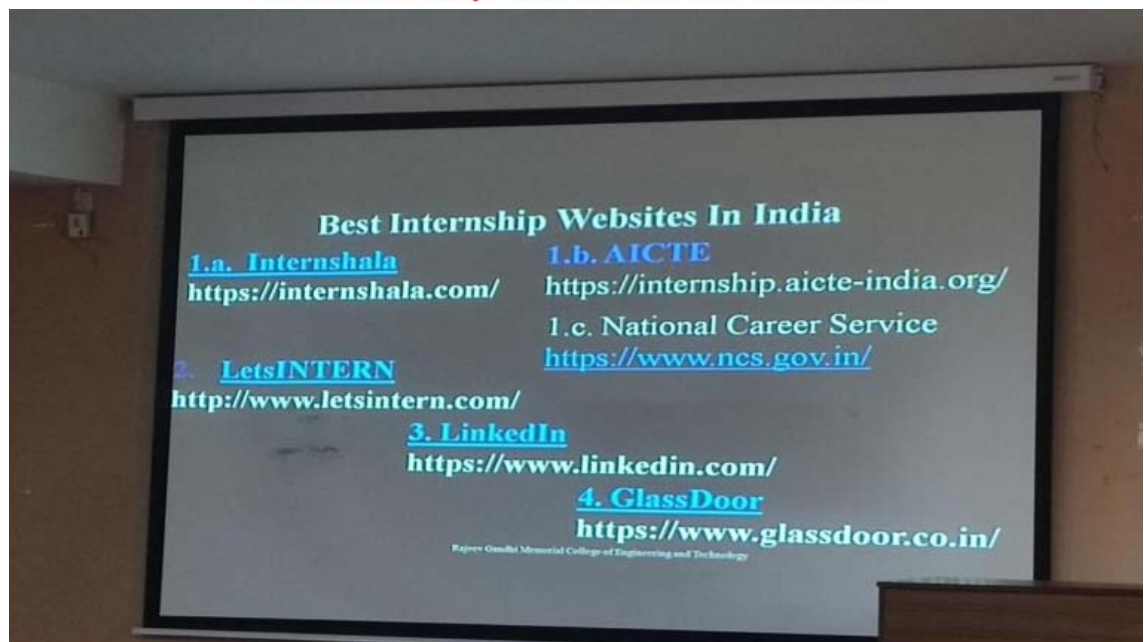 Best Internship Websites In India
1.a. Internshala
https://internshala.com/
1.b. AICTE
https://internship.aicte-india.org/
1.c. National Career Service
https://www.ncs.gov.in/
2. LetsINTERN
http://www.letsintern.com/
3. LinkedIn
https://www.linkedin.com/
4. GlassDoor
https://www.glassdoor.co.in/
Rajeev Gandhi Memorial College of Engineering and Technology